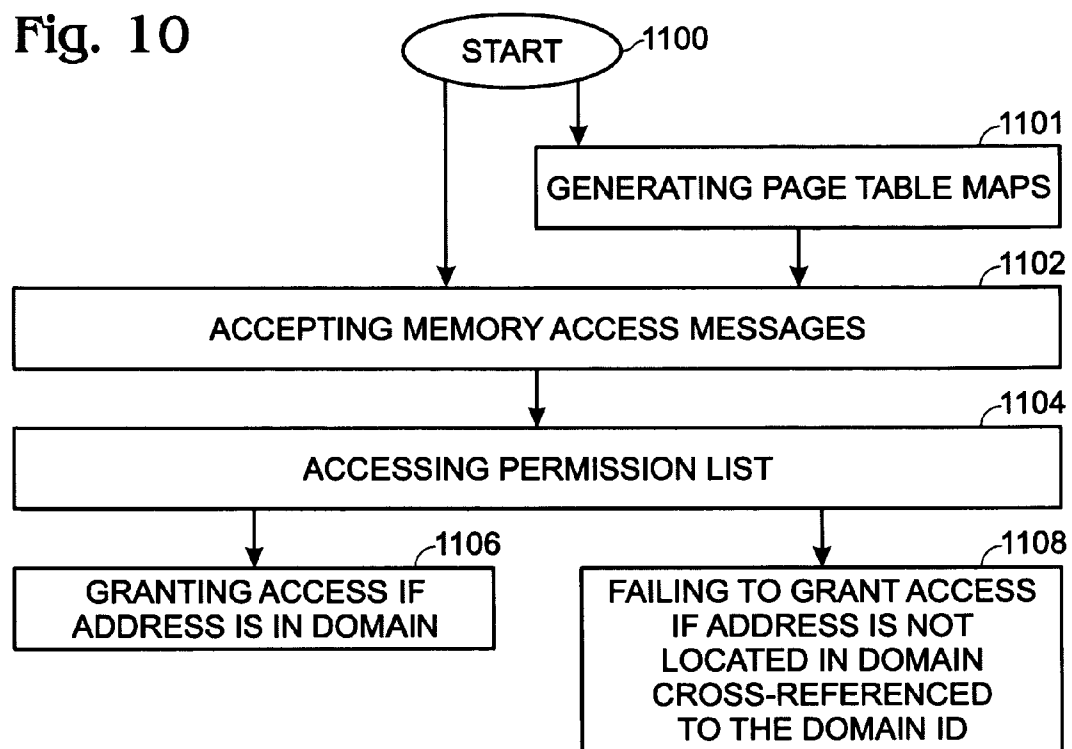 Fig. 10
START
1100
1101
GENERATING PAGE TABLE MAPS
1102
ACCEPTING MEMORY ACCESS MESSAGES
1104
ACCESSING PERMISSION LIST
1106
GRANTING ACCESS IF
ADDRESS IS IN DOMAIN
1108
FAILING TO GRANT ACCESS
IF ADDRESS IS NOT
LOCATED IN DOMAIN
CROSS-REFERENCED
TO THE DOMAIN ID